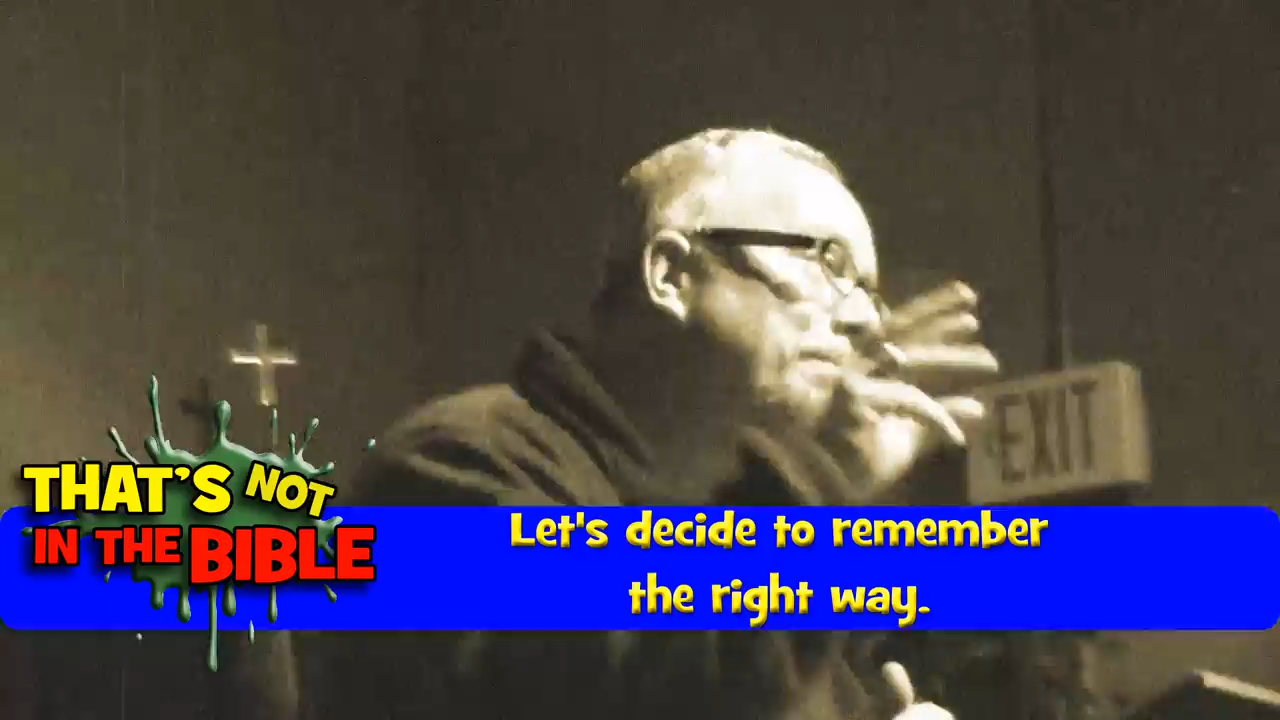 EXIT
THAT'S NOT
IN THE BIBLE
Let's decide to remember
the right way.